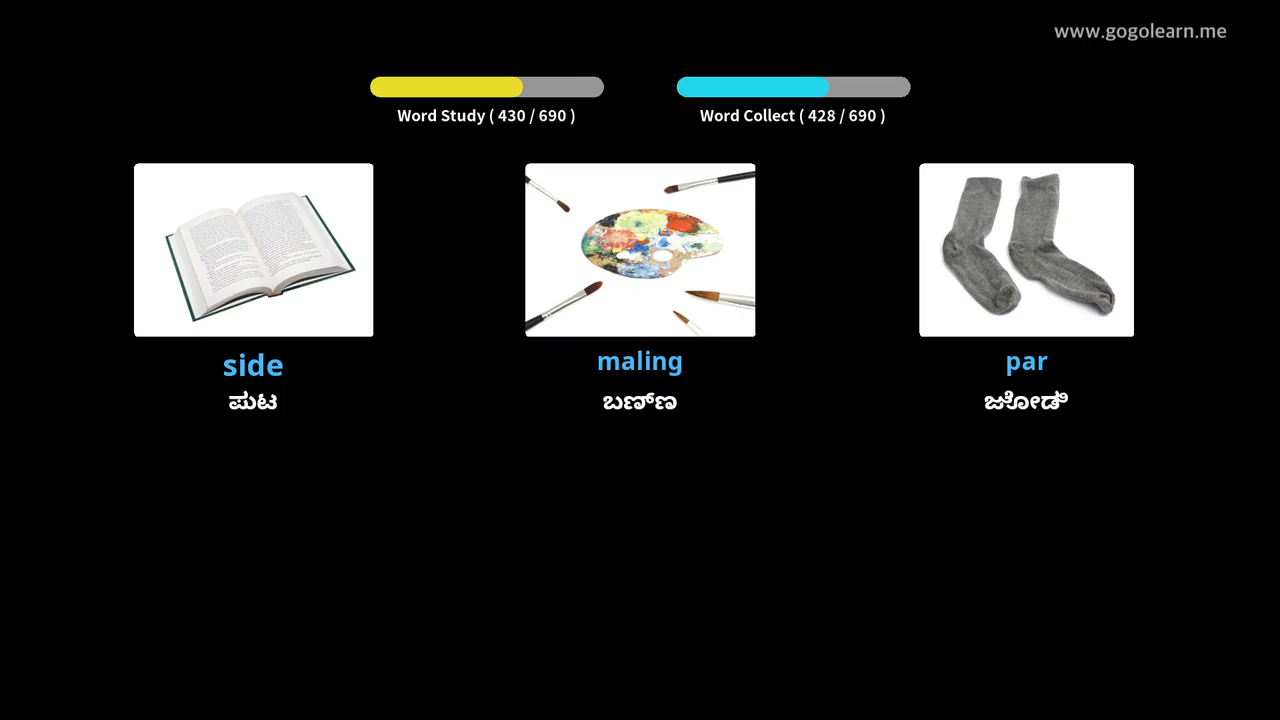 www.gogolearn.me
Word Study ( 430 / 690 )
Word Collect ( 428 / 690 )
side
maling
par
ಪುಟ
ಬಣ್ಣ
ಜೋಡಿ